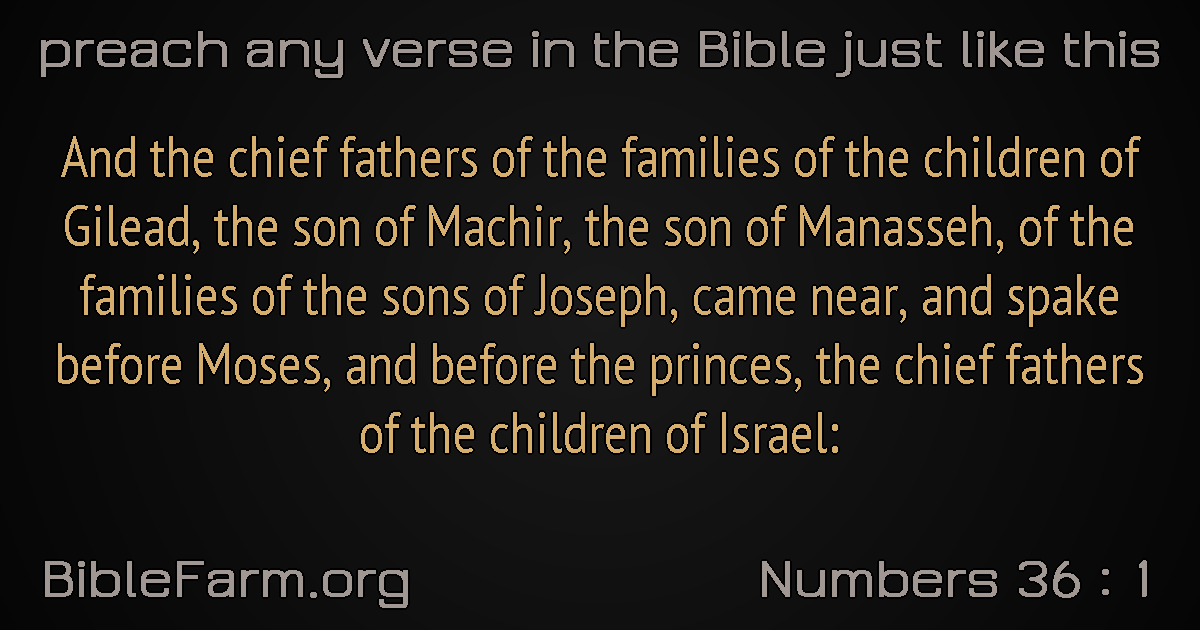 preach any verse in the Bible just like this
And the chief fathers of the families of the children of
Gilead, the son of Machir, the son of Manasseh, of the
families of the sons of Joseph, came near, and spake
before Moses, and before the princes, the chief fathers
of the children of Israel:
BibleFarm.org
Numbers 36 : 1